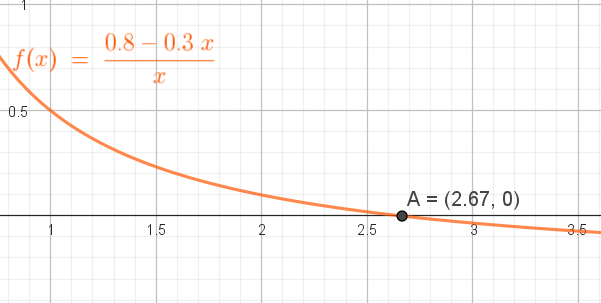 1
f(x) = 0.8 – 0.3 x / x
0.5
A = (2.67, 0)
1 1.5 2 2.5 3 3.5